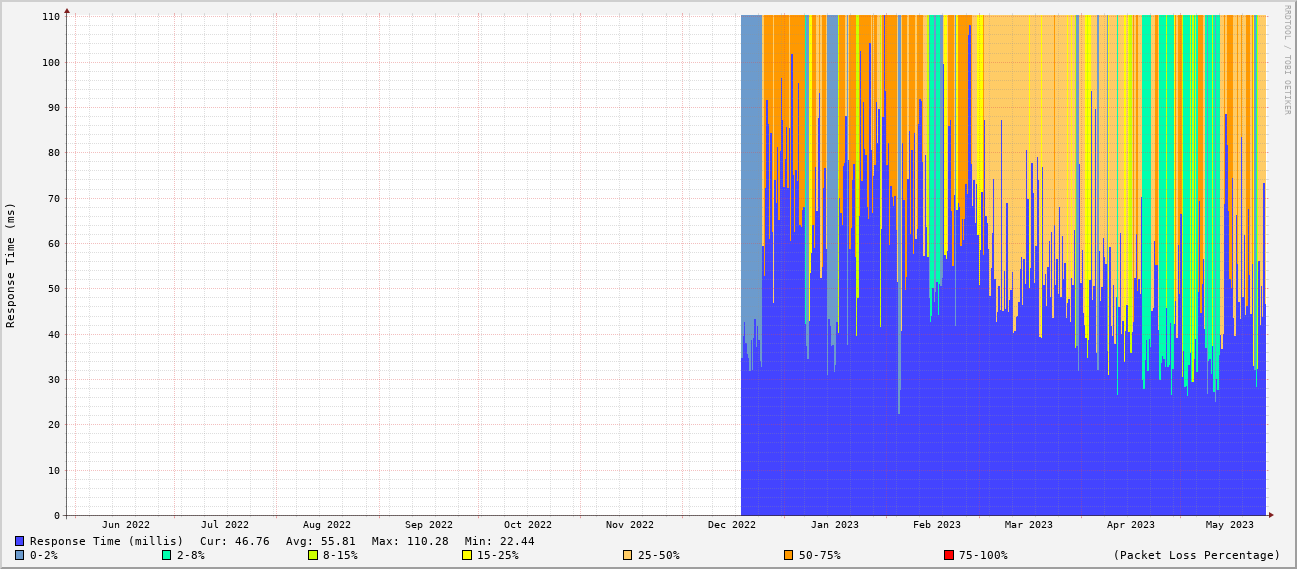 RRDTOOL / TOBI OETIKER
Response Time (ms)
110
100
90
80
70
60
50
40
30
20
10
0
Jun 2022 Jul 2022 Aug 2022 Sep 2022 Oct 2022 Nov 2022 Dec 2022 Jan 2023 Feb 2023 Mar 2023 Apr 2023 May 2023
Response Time (millis) Cur: 46.76 Avg: 55.81 Max: 110.28 Min: 22.44
0-2% 2-8% 8-15% 15-25% 25-50% 50-75% 75-100% (Packet Loss Percentage)